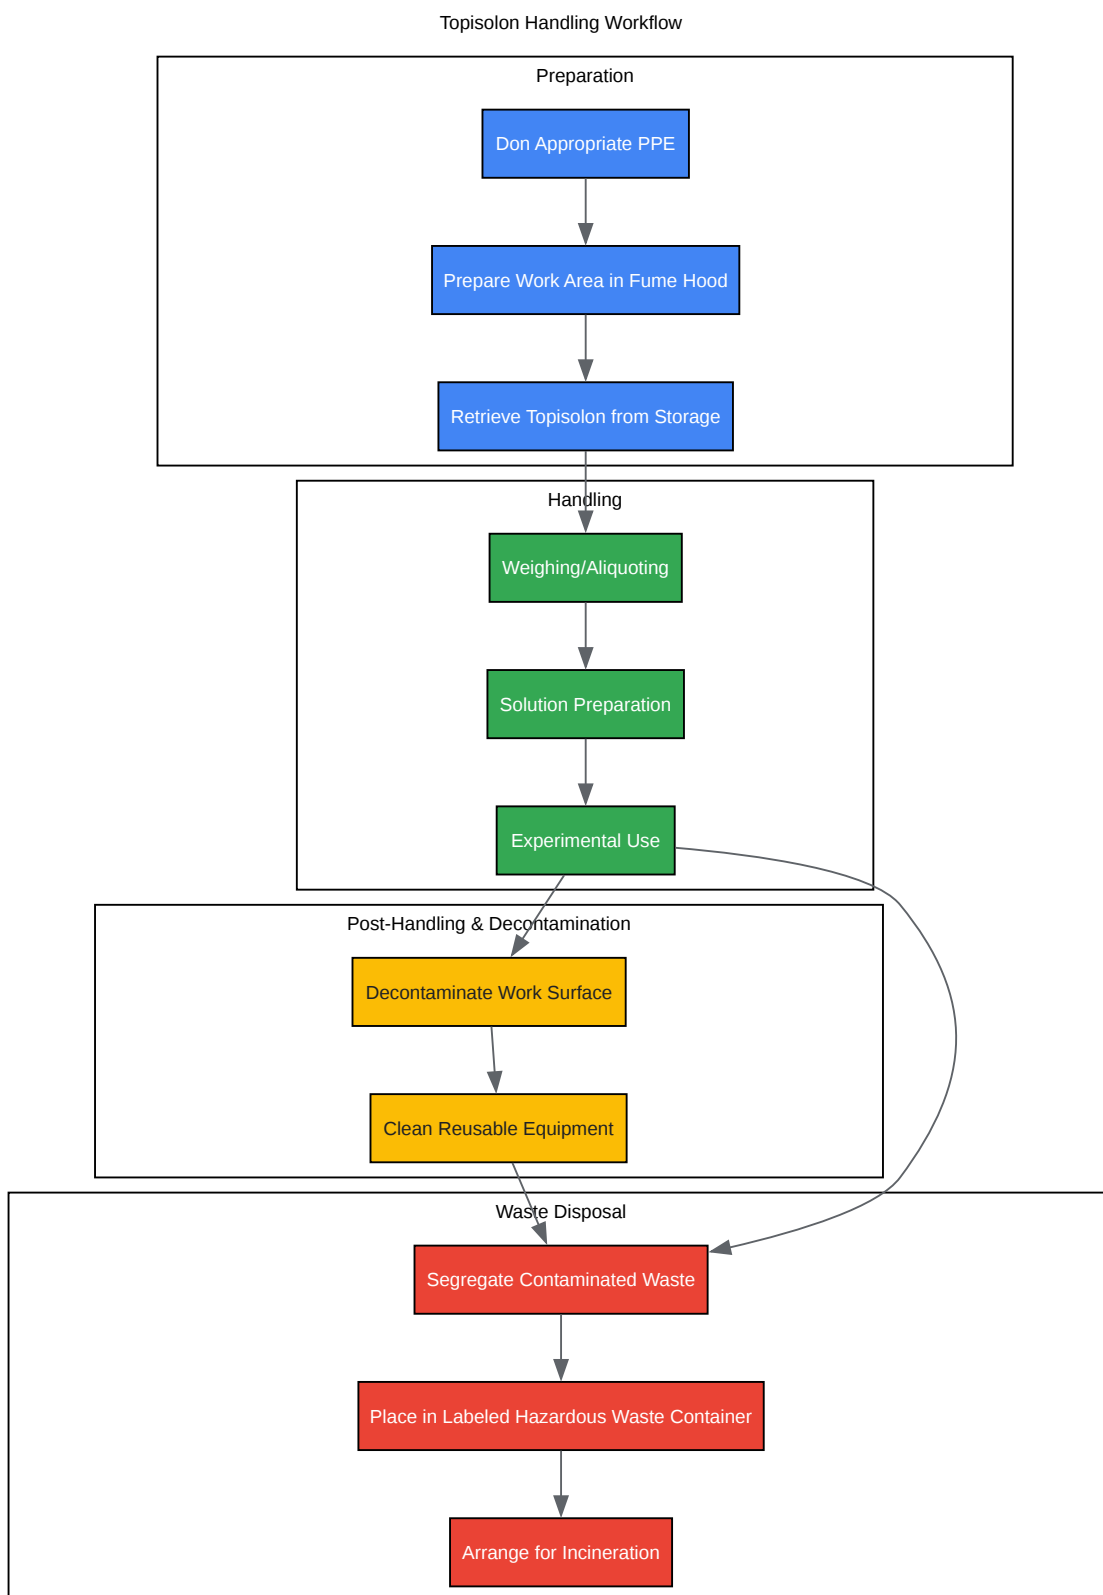 Topisolon Handling Workflow
Preparation
Don Appropriate PPE
Prepare Work Area in Fume Hood
Retrieve Topisolon from Storage
Handling
Weighing/Aliquoting
Solution Preparation
Experimental Use
Post-Handling & Decontamination
Decontaminate Work Surface
Clean Reusable Equipment
Waste Disposal
Segregate Contaminated Waste
Place in Labeled Hazardous Waste Container
Arrange for Incineration